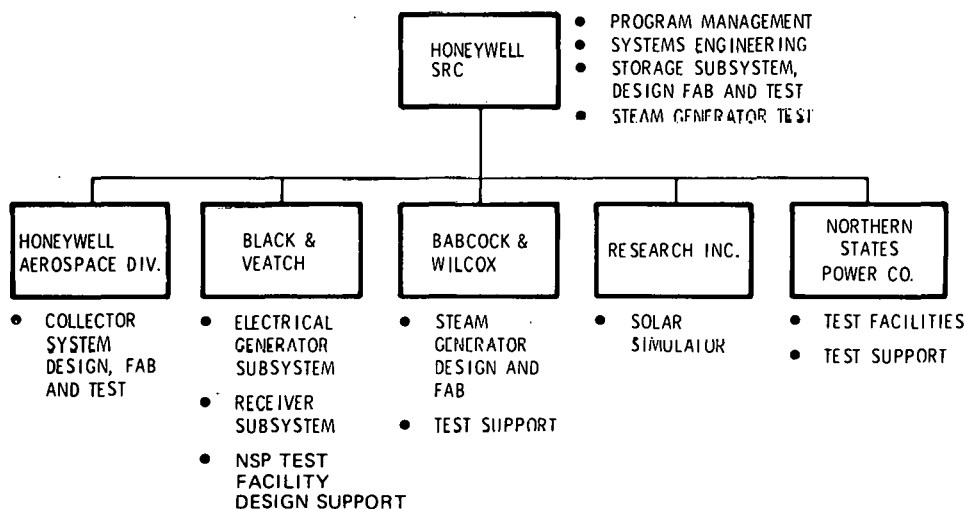 HONEYWELL
SRC
● PROGRAM MANAGEMENT
● SYSTEMS ENGINEERING
● STORAGE SUBSYSTEM,
DESIGN FAB AND TEST
● STEAM GENERATOR TEST
HONEYWELL
AEROSPACE DIV.
● COLLECTOR
SYSTEM
DESIGN, FAB
AND TEST
BLACK &
VEATCH
● ELECTRICAL
GENERATOR
SUBSYSTEM
● RECEIVER
SUBSYSTEM
● NSP TEST
FACILITY
DESIGN SUPPORT
BABCOCK &
WILCOX
● STEAM
GENERATOR
DESIGN AND
FAB
● TEST SUPPORT
RESEARCH INC.
● SOLAR
SIMULATOR
NORTHERN
STATES
POWER CO.
● TEST FACILITIES
● TEST SUPPORT